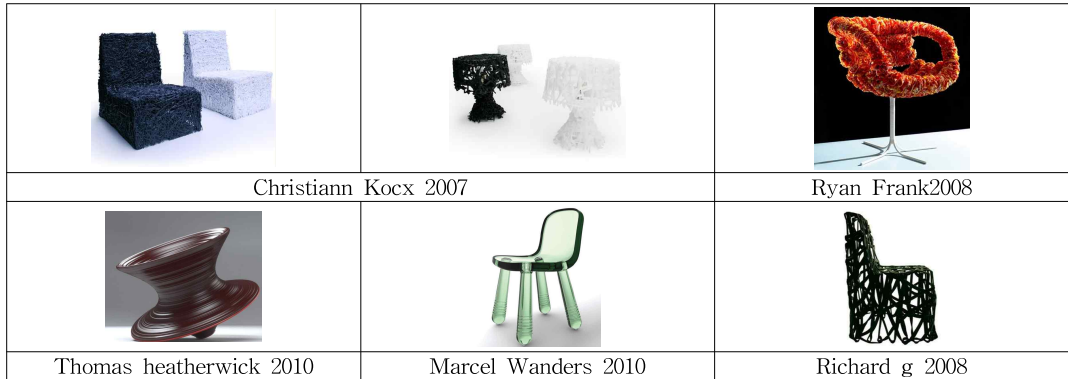 Christiann Kocx 2007
Ryan Frank2008
Thomas heatherwick 2010
Marcel Wanders 2010
Richard g 2008